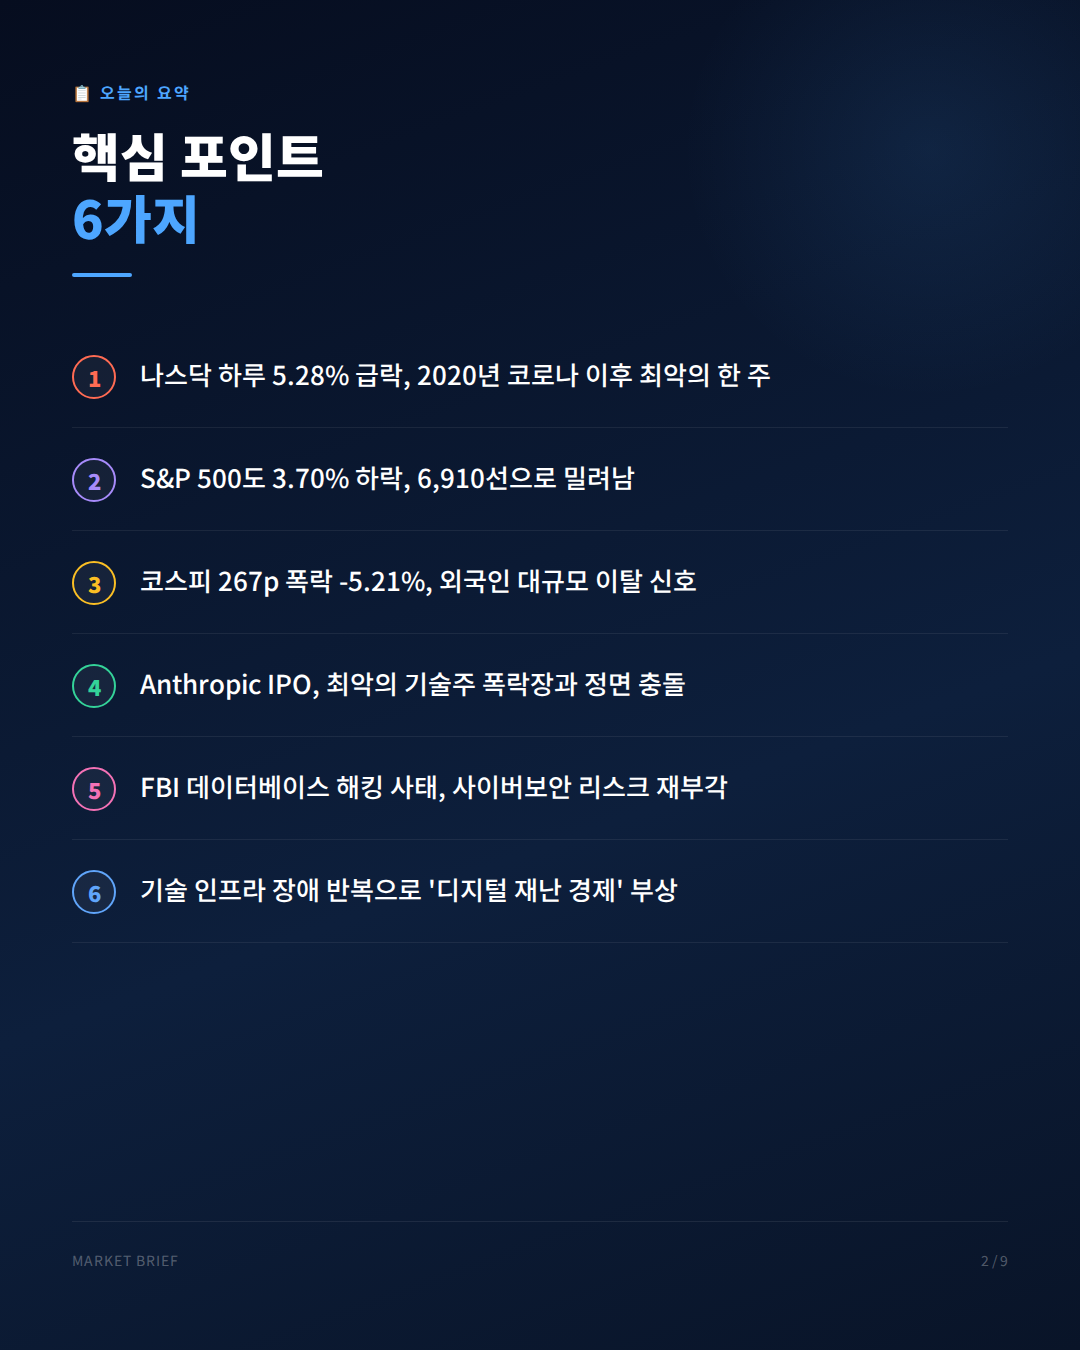 📋 오늘의 요약
핵심 포인트
6가지
1 나스닥 하루 5.28% 급락, 2020년 코로나 이후 최악의 한 주
2 S&P 500도 3.70% 하락, 6,910선으로 밀려남
3 코스피 267p 폭락 -5.21%, 외국인 대규모 이탈 신호
4 Anthropic IPO, 최악의 기술주 폭락장과 정면 충돌
5 FBI 데이터베이스 해킹 사태, 사이버보안 리스크 재부각
6 기술 인프라 장애 반복으로 '디지털 재난 경제' 부상
MARKET BRIEF
2 / 9